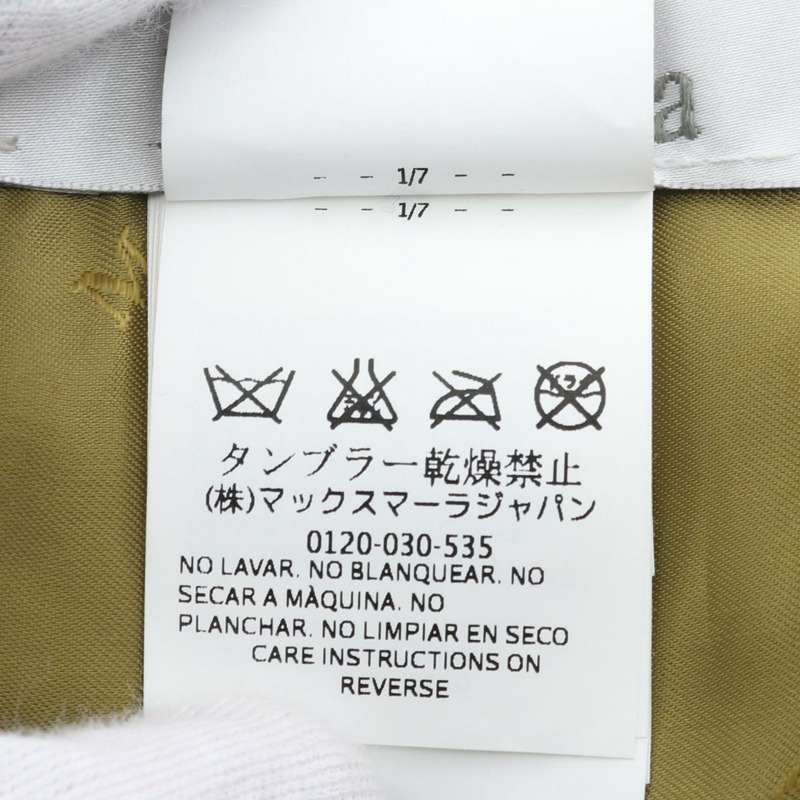 a
- - 1/7 - -
- - 1/7 - -
ドライ
タンブラー乾燥禁止
(株)マックスマーラジャパン
0120-030-535
NO LAVAR. NO BLANQUEAR. NO
SECAR A MÀQUINA. NO
PLANCHAR. NO LIMPIAR EN SECO
CARE INSTRUCTIONS ON
REVERSE